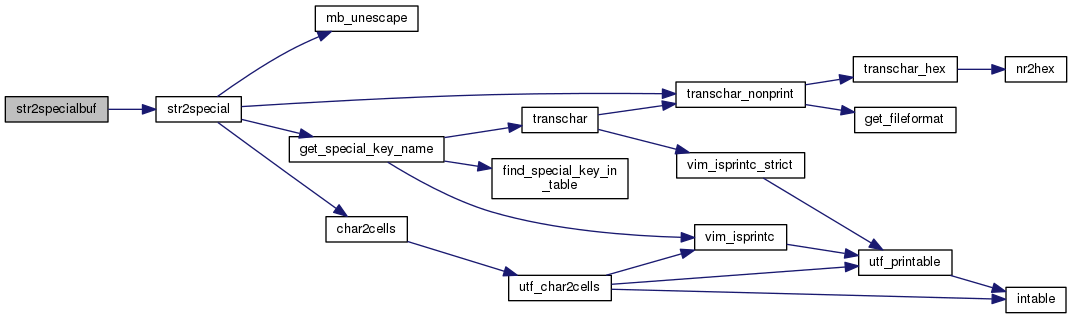 mb_unescape
str2specialbuf
str2special
transchar_hex
nr2hex
transchar_nonprint
transchar
get_fileformat
get_special_key_name
vim_isprintc_strict
find_special_key_in
_table
char2cells
vim_isprintc
utf_printable
utf_char2cells
intable